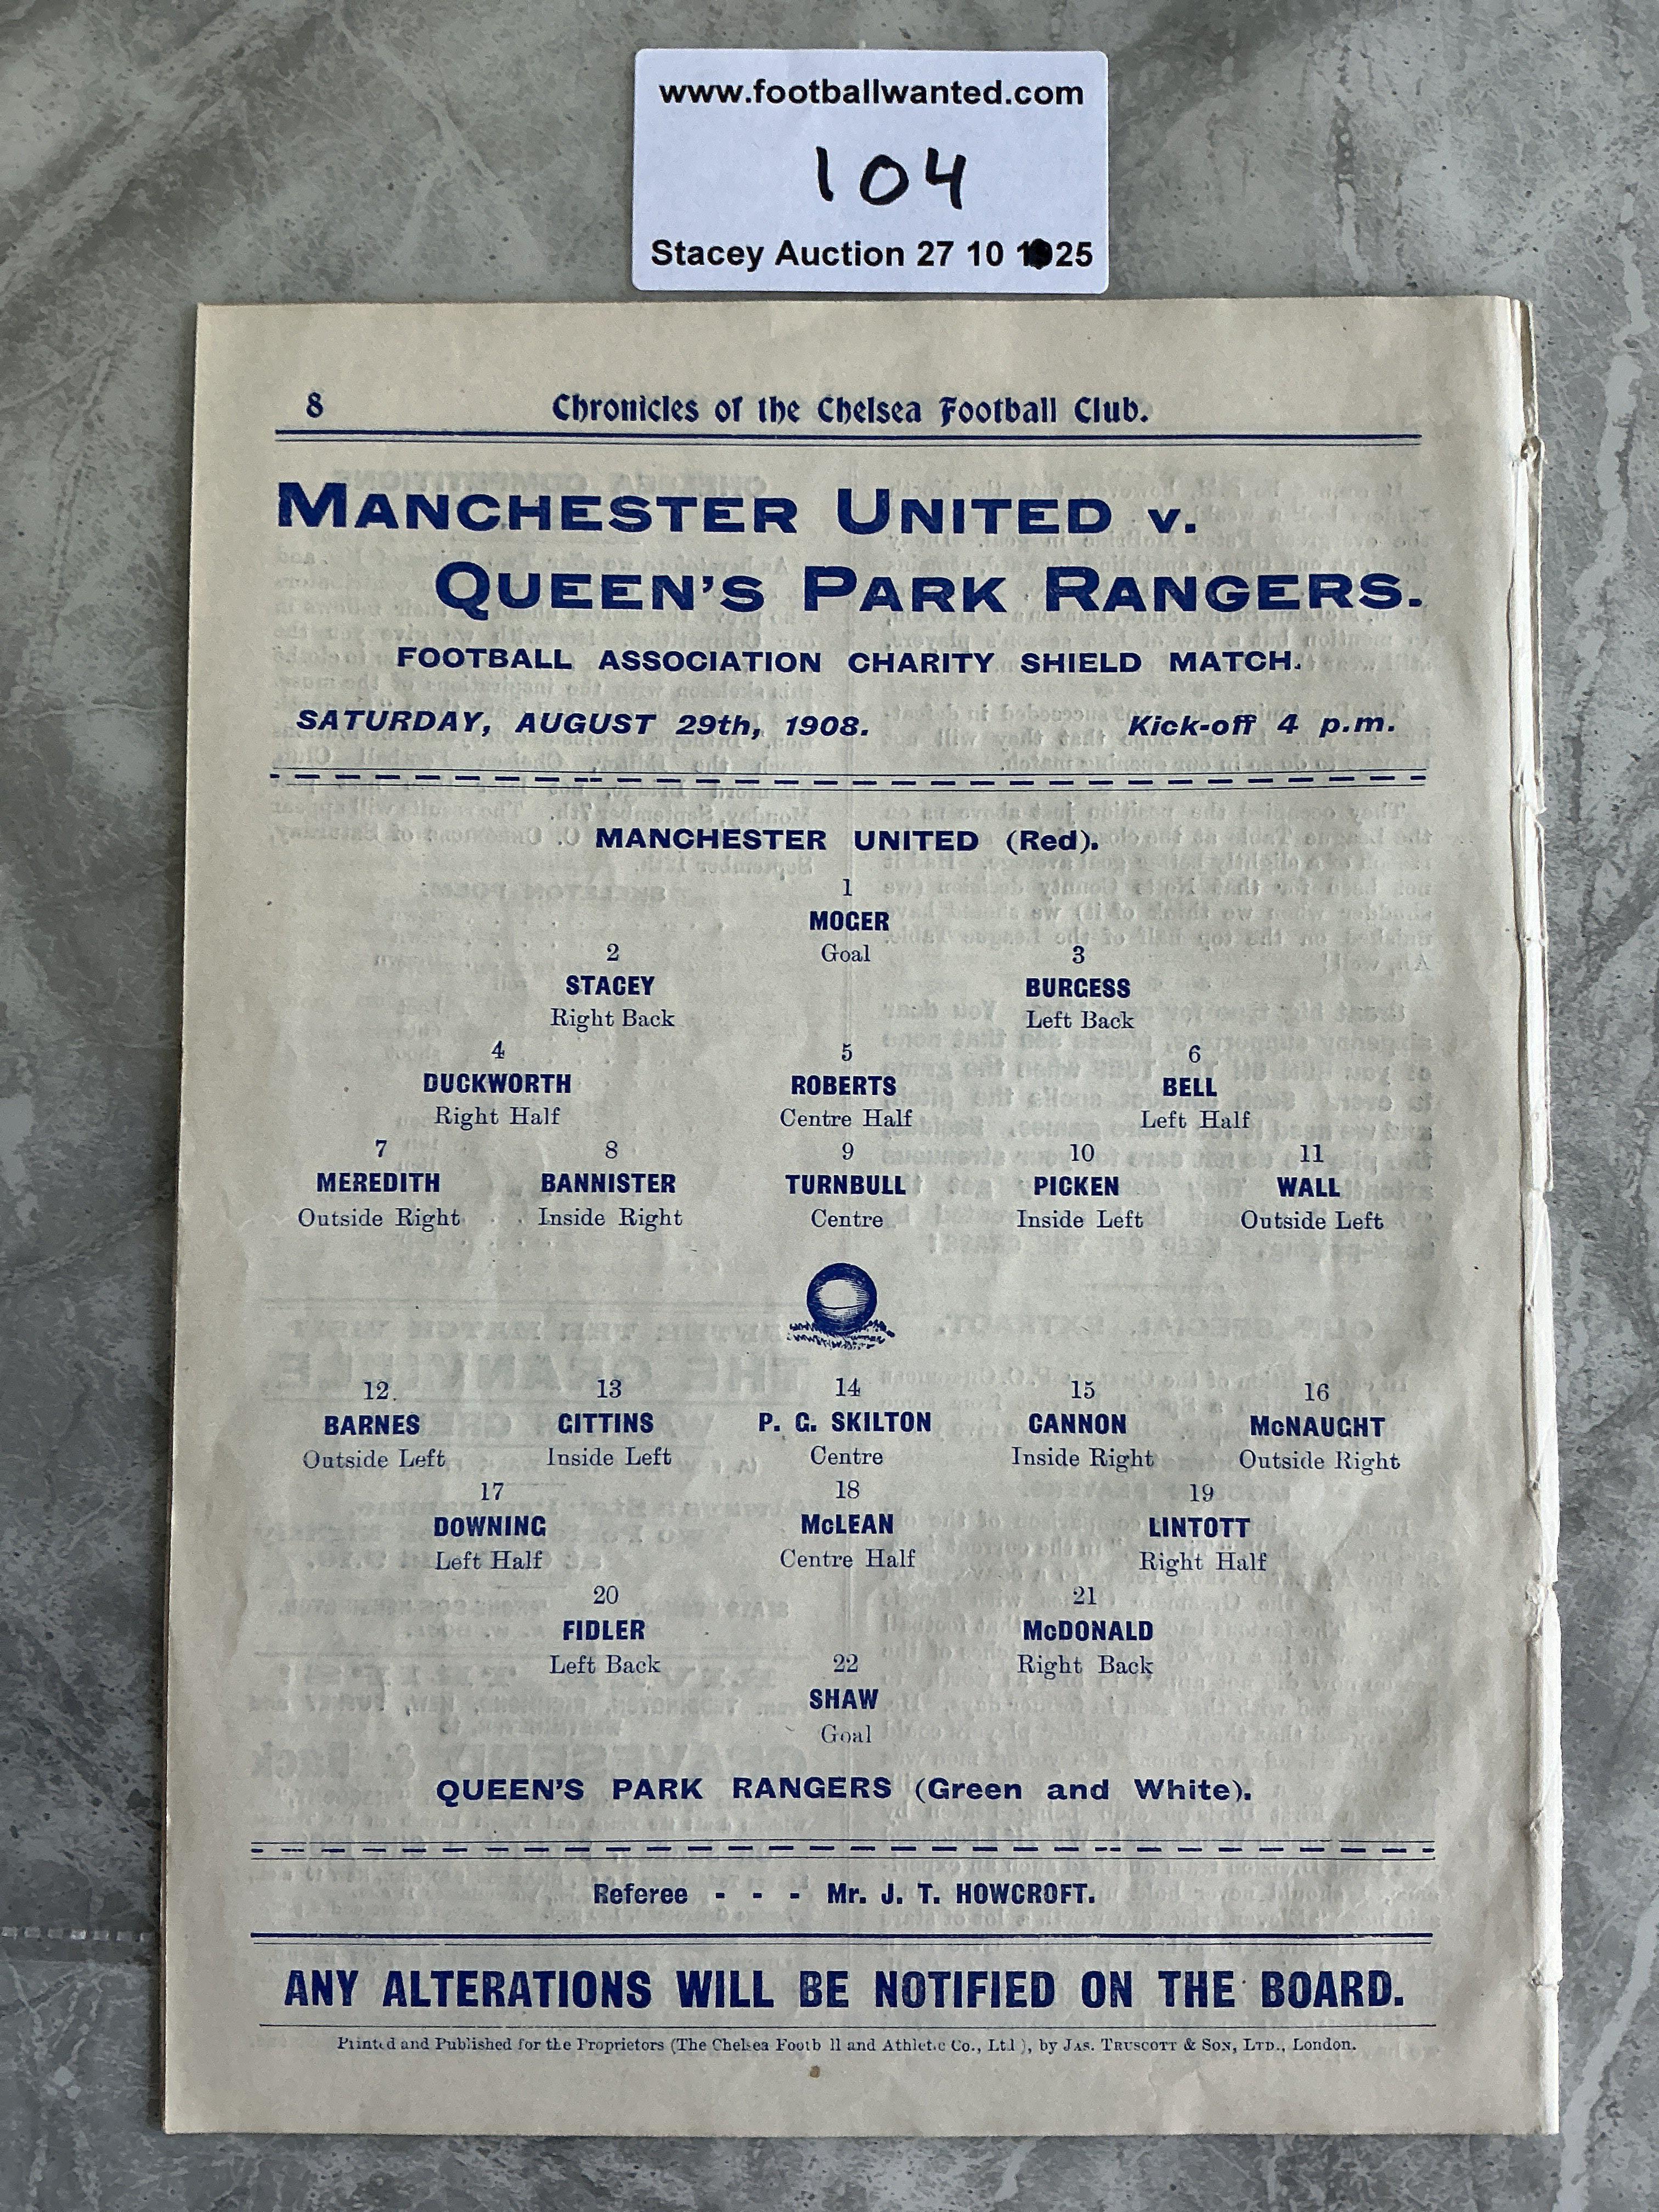 www.footballwanted.com
104
Stacey Auction 27 10 1925
8 Chronicles of the Chelsea Football Club.
MANCHESTER UNITED v.
QUEEN'S PARK RANGERS.
FOOTBALL ASSOCIATION CHARITY SHIELD MATCH.
SATURDAY, AUGUST 29th, 1908. Kick-off 4 p.m.
MANCHESTER UNITED (Red).
1
MOGER
Goal
2 3
STACEY BURGESS
Right Back Left Back
4 5 6
DUCKWORTH ROBERTS BELL
Right Half Centre Half Left Half
7 8 9 10 11
MEREDITH BANNISTER TURNBULL PICKEN WALL
Outside Right Inside Right Centre Inside Left Outside Left
12 13 14 15 16
BARNES GITTINS P. G. SKILTON CANNON McNAUGHT
Outside Left Inside Left Centre Inside Right Outside Right
17 18 19
DOWNING McLEAN LINTOTT
Left Half Centre Half Right Half
20 21
FIDLER McDONALD
Left Back Right Back
22
SHAW
Goal
QUEEN'S PARK RANGERS (Green and White).
Referee - - - Mr. J. T. HOWCROFT.
ANY ALTERATIONS WILL BE NOTIFIED ON THE BOARD.
Printed and Published for the Proprietors (The Chelsea Footb ll and Athletic Co., Ltd ), by JAS. TRUSCOTT & SON, LTD., London.